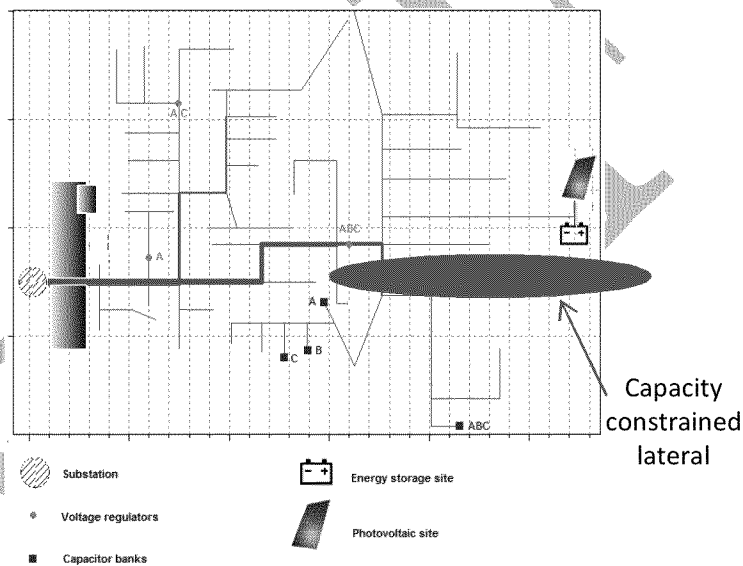 A C
ABC
A
A
B
C
ABC
Capacity
constrained
lateral
Substation
Energy storage site
Voltage regulators
Photovoltaic site
Capacitor banks